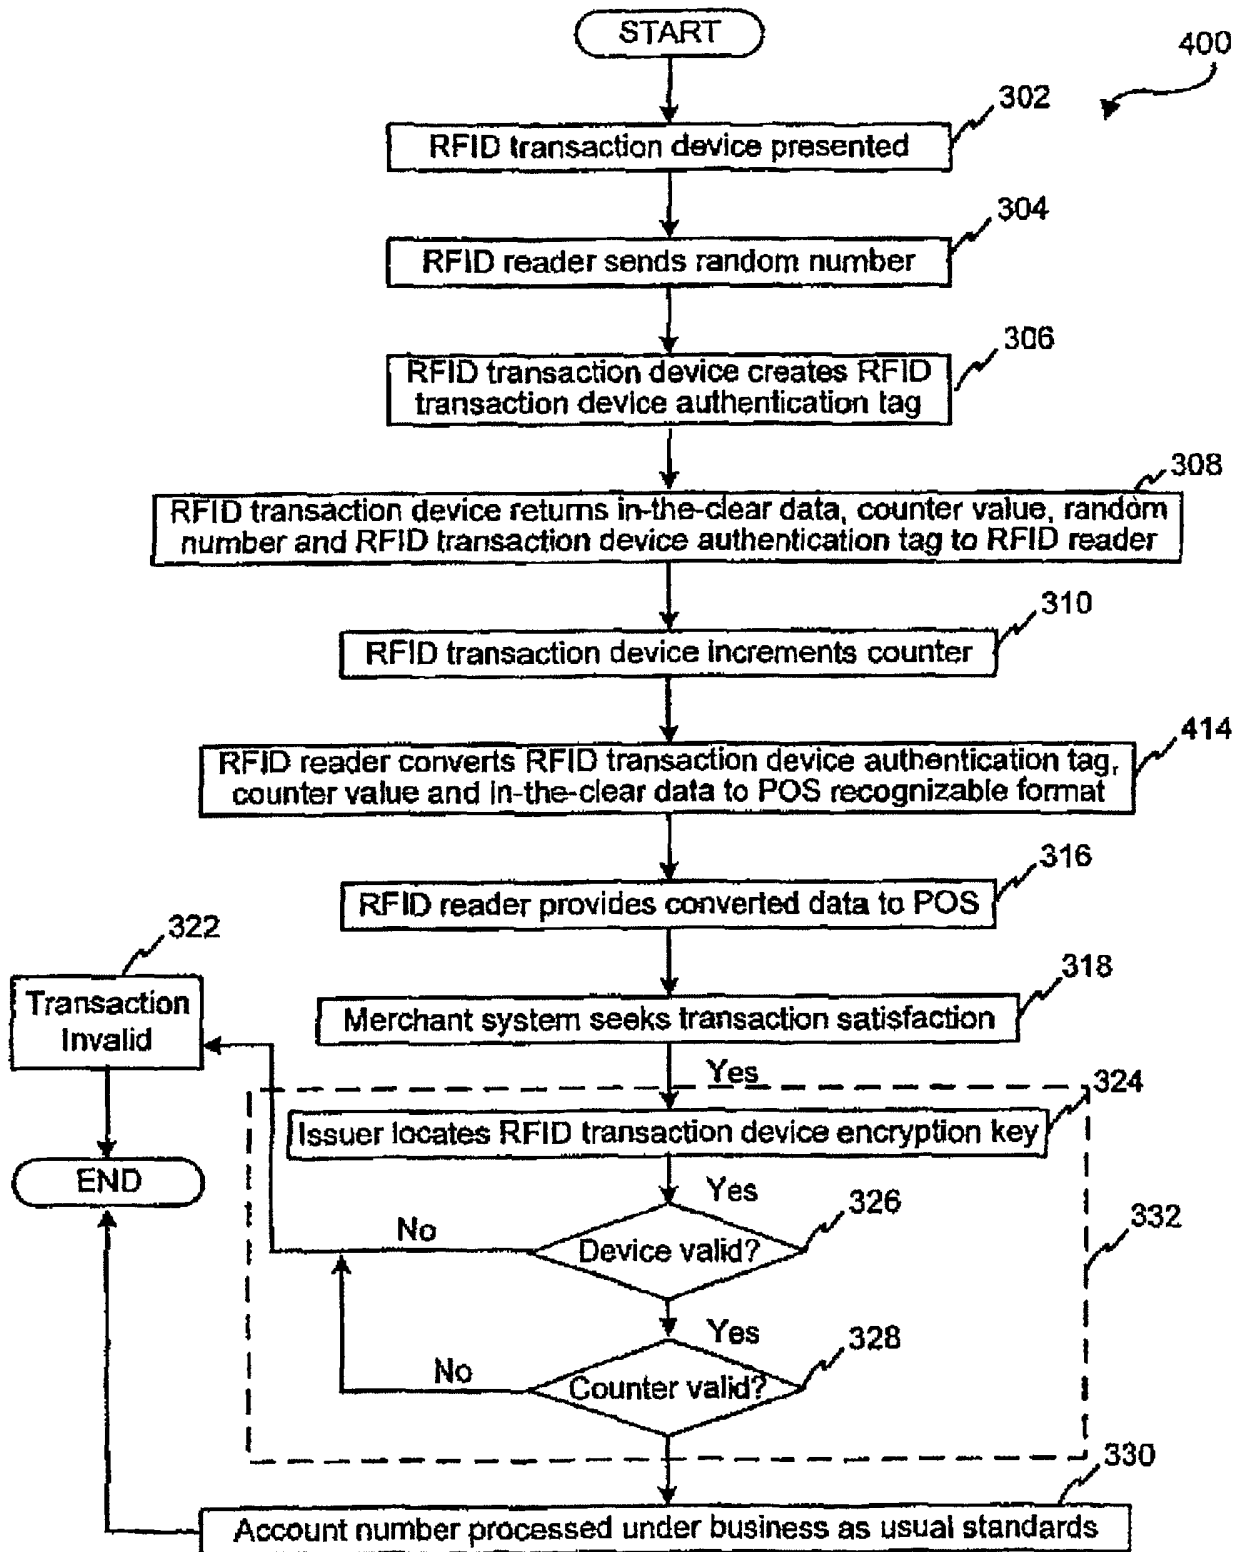 START
400
302
RFID transaction device presented
304
RFID reader sends random number
306
RFID transaction device creates RFID
transaction device authentication tag
308
RFID transaction device returns in-the-clear data, counter value, random
number and RFID transaction device authentication tag to RFID reader
310
RFID transaction device increments counter
414
RFID reader converts RFID transaction device authentication tag,
counter value and in-the-clear data to POS recognizable format
316
RFID reader provides converted data to POS
322
Transaction
Invalid
318
Merchant system seeks transaction satisfaction
Yes
324
Issuer locates RFID transaction device encryption key
END
Yes
326
332
No
Device valid?
Yes
328
No
Counter valid?
330
Account number processed under business as usual standards